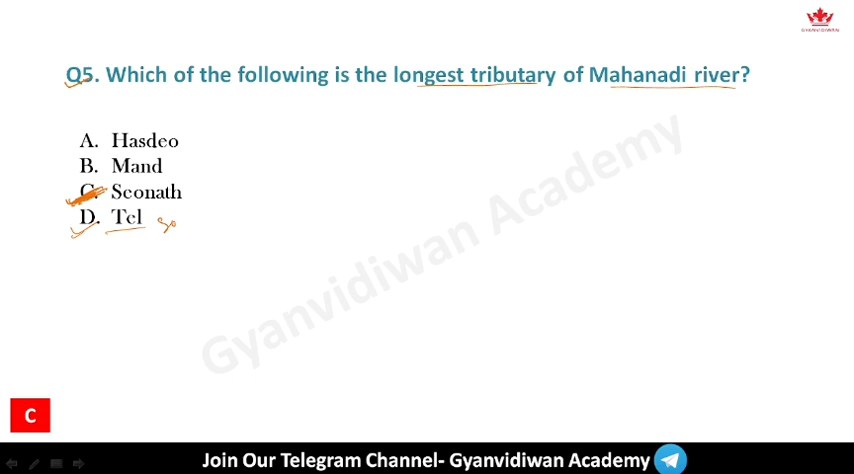 GYANVIDIWAN
Q5. Which of the following is the longest tributary of Mahanadi river?
A. Hasdeo
B. Mand
C. Seonath
D. Tel
Gyanvidiwan Academy
C
Join Our Telegram Channel- Gyanvidiwan Academy